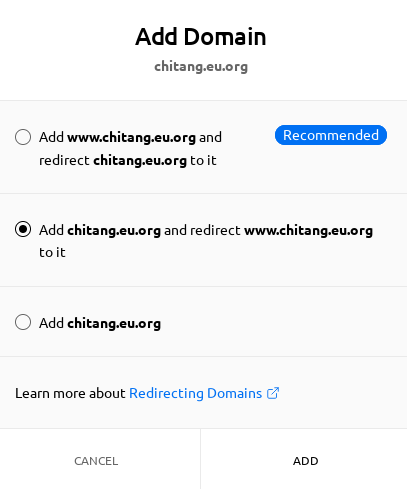 Add Domain
chitang.eu.org
Add www.chitang.eu.org and
redirect chitang.eu.org to it
Recommended
Add chitang.eu.org and redirect www.chitang.eu.org
to it
Add chitang.eu.org
Learn more about Redirecting Domains
CANCEL
ADD